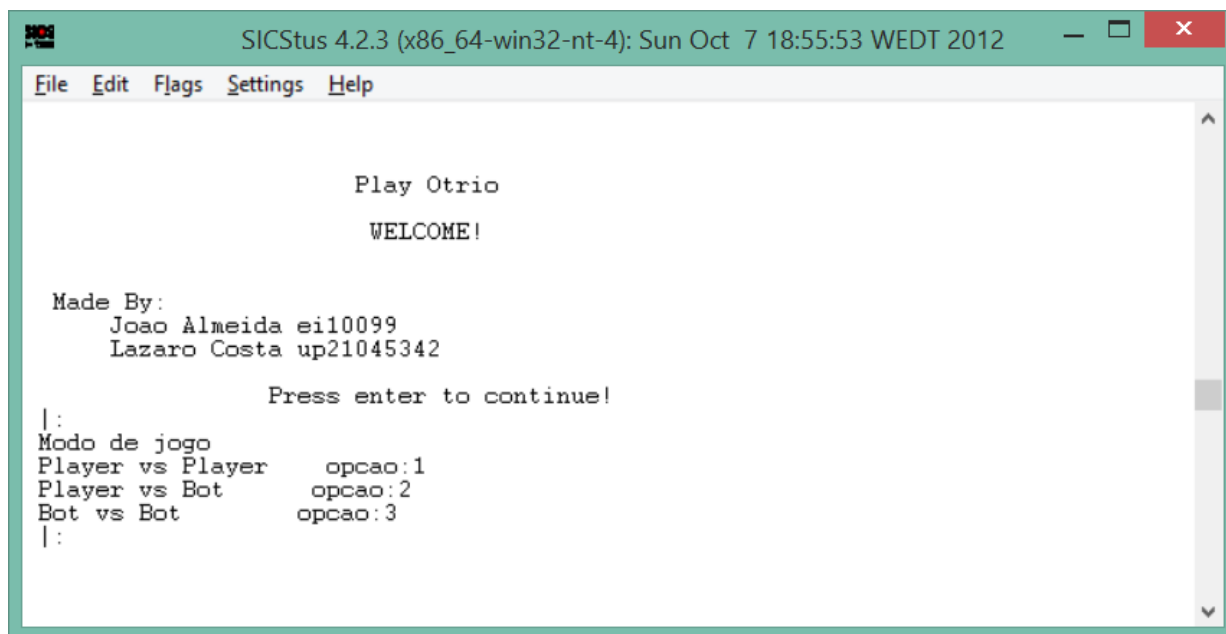 SICStus 4.2.3 (x86_64-win32-nt-4): Sun Oct 7 18:55:53 WEDT 2012
File Edit Flags Settings Help
Play Otrio
WELCOME!
Made By:
Joao Almeida ei10099
Lazaro Costa up21045342
Press enter to continue!
|:
Modo de jogo
Player vs Player opcao:1
Player vs Bot opcao:2
Bot vs Bot opcao:3
|: